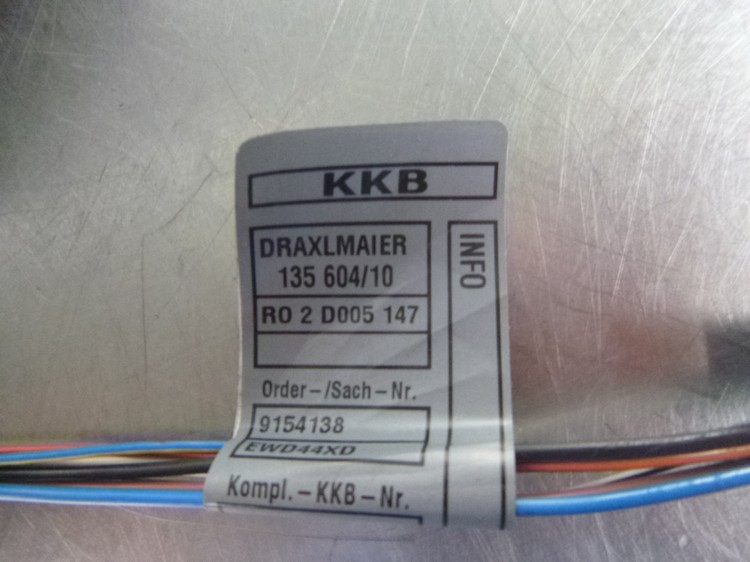 KKB
DRAXLMAIER
135 604/10
RO 2 D005 147
INFO
Order-/Sach-Nr.
9154138
EWD44XD
Kompl.-KKB-Nr.